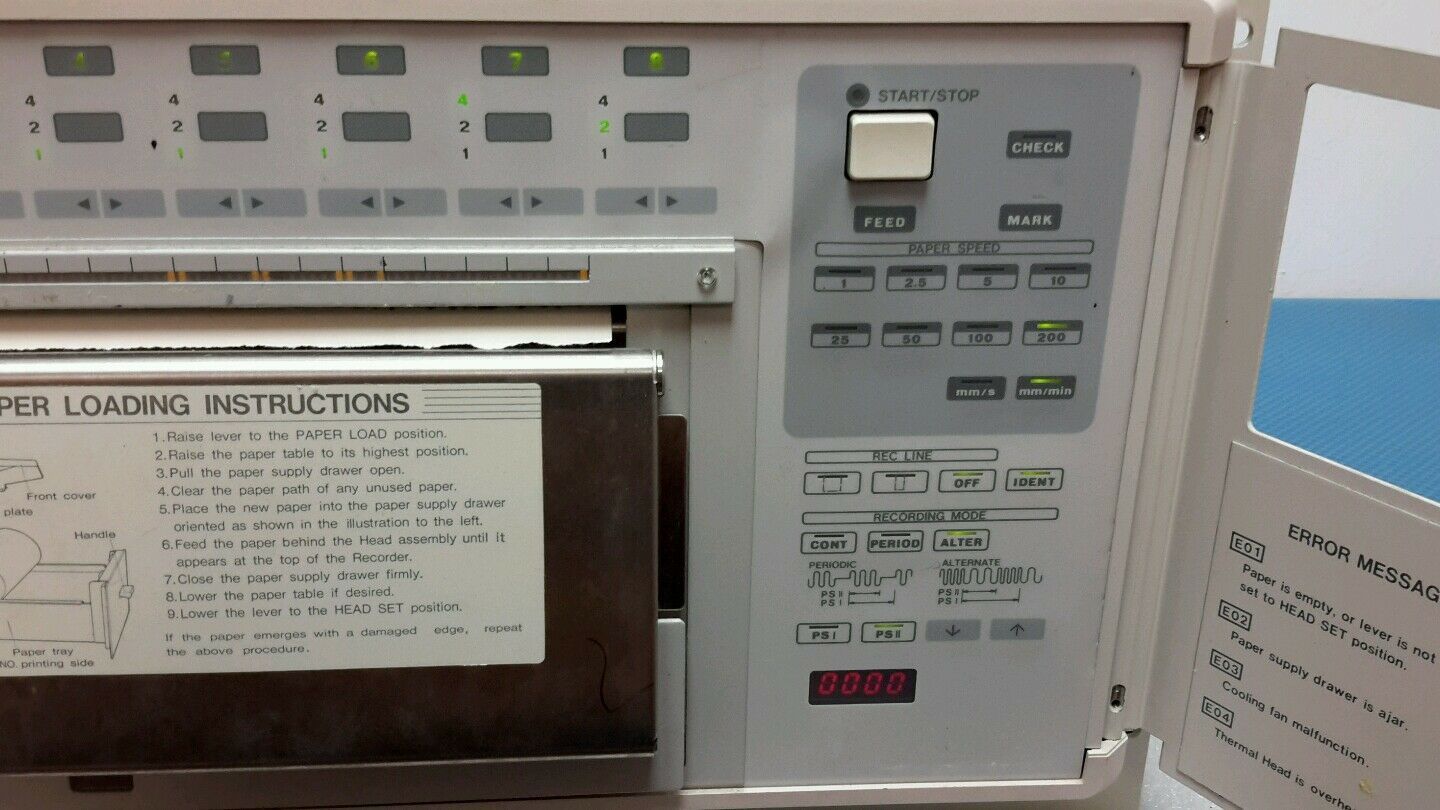 4 5 6 7 8
4 4 4 4 4
2 2 2 2 2
1 1 1 1 1
START/STOP
CHECK
FEED MARK
PAPER SPEED
1 2.5 5 10
25 50 100 200
mm/s mm/min
REC LINE
OFF IDENT
RECORDING MODE
CONT PERIOD ALTER
PERIODIC ALTERNATE
PS II PS II
PS I PS I
PS I PS II
0000
PER LOADING INSTRUCTIONS
1.Raise lever to the PAPER LOAD position.
2.Raise the paper table to its highest position.
3.Pull the paper supply drawer open.
4.Clear the paper path of any unused paper.
5.Place the new paper into the paper supply drawer
oriented as shown in the illustration to the left.
6.Feed the paper behind the Head assembly until it
appears at the top of the Recorder.
7.Close the paper supply drawer firmly.
8.Lower the paper table if desired.
9.Lower the lever to the HEAD SET position.
If the paper emerges with a damaged edge, repeat
the above procedure.
Front cover
plate
Handle
Paper tray
NO. printing side
ERROR MESSAG
E01
Paper is empty, or lever is not
set to HEAD SET position.
E02
Paper supply drawer is ajar.
E03
Cooling fan malfunction.
E04
Thermal Head is overhe